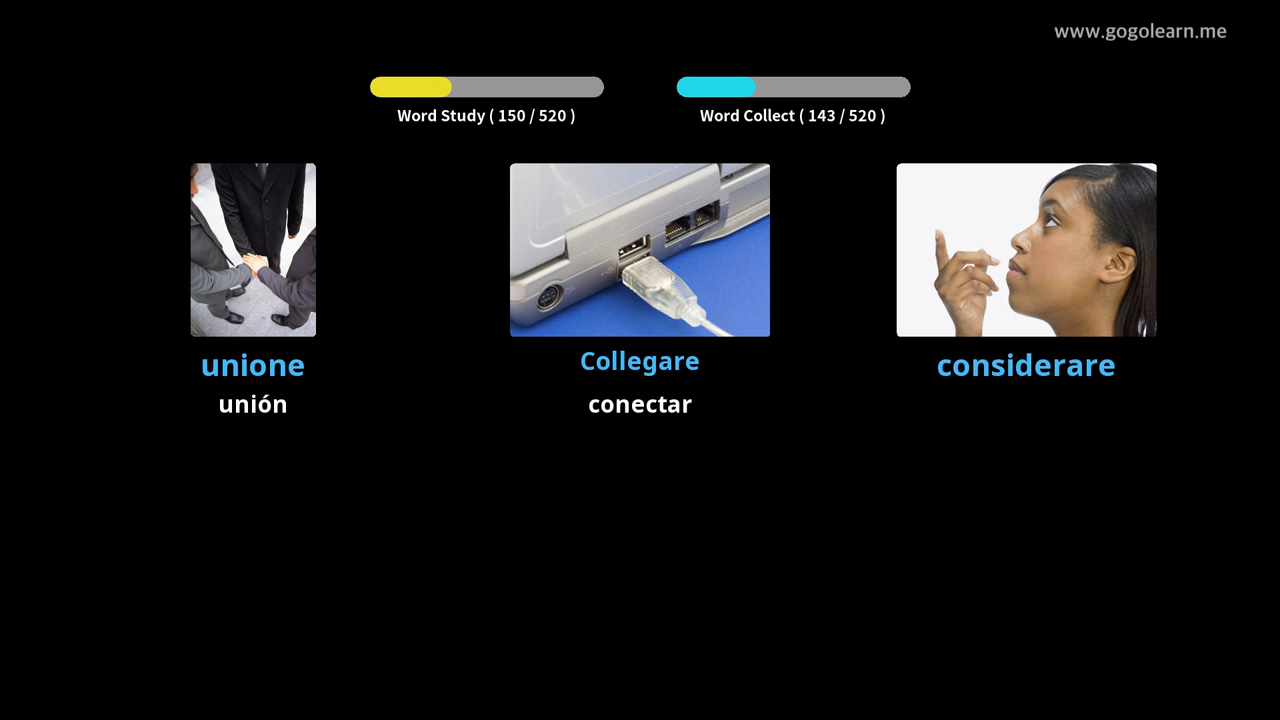 www.gogolearn.me
Word Study ( 150 / 520 )
Word Collect ( 143 / 520 )
unione
Collegare
considerare
unión
conectar